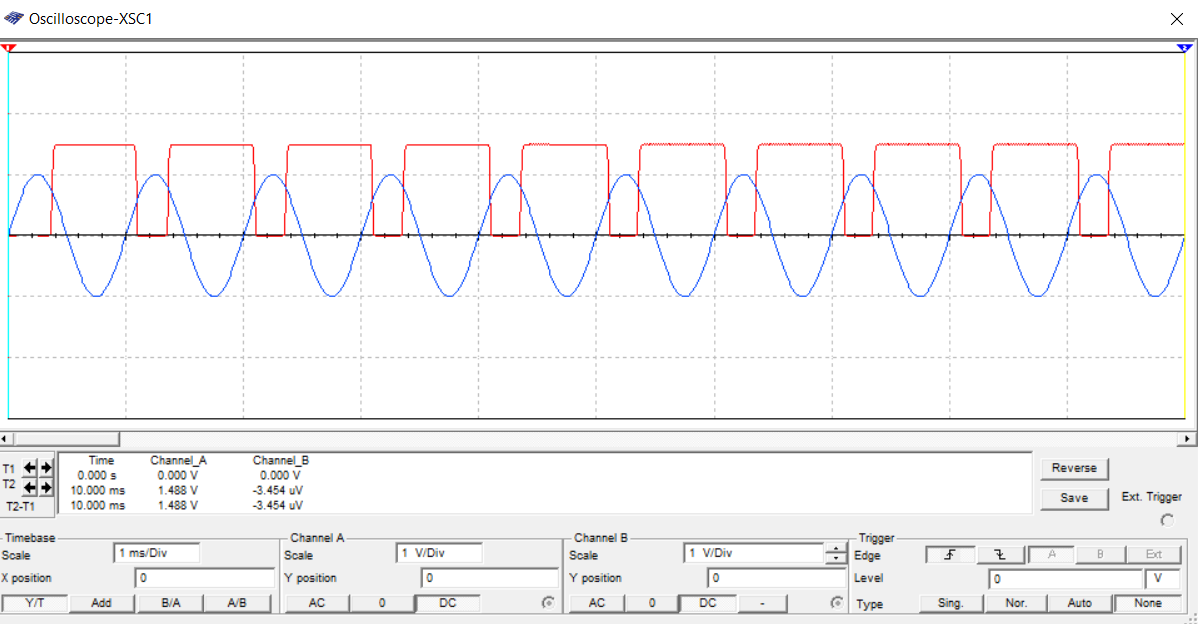 Oscilloscope-XSC1
1
2
Time Channel_A Channel_B
T1 0.000 s 0.000 V 0.000 V
T2 10.000 ms 1.488 V -3.454 uV
T2-T1 10.000 ms 1.488 V -3.454 uV
Reverse
Save
Ext. Trigger
Timebase
Scale 1 ms/Div
X position 0
Y/T Add B/A A/B
Channel A
Scale 1 V/Div
Y position 0
AC 0 DC
Channel B
Scale 1 V/Div
Y position 0
AC 0 DC -
Trigger
Edge A B Ext
Level 0 V
Type Sing. Nor. Auto None